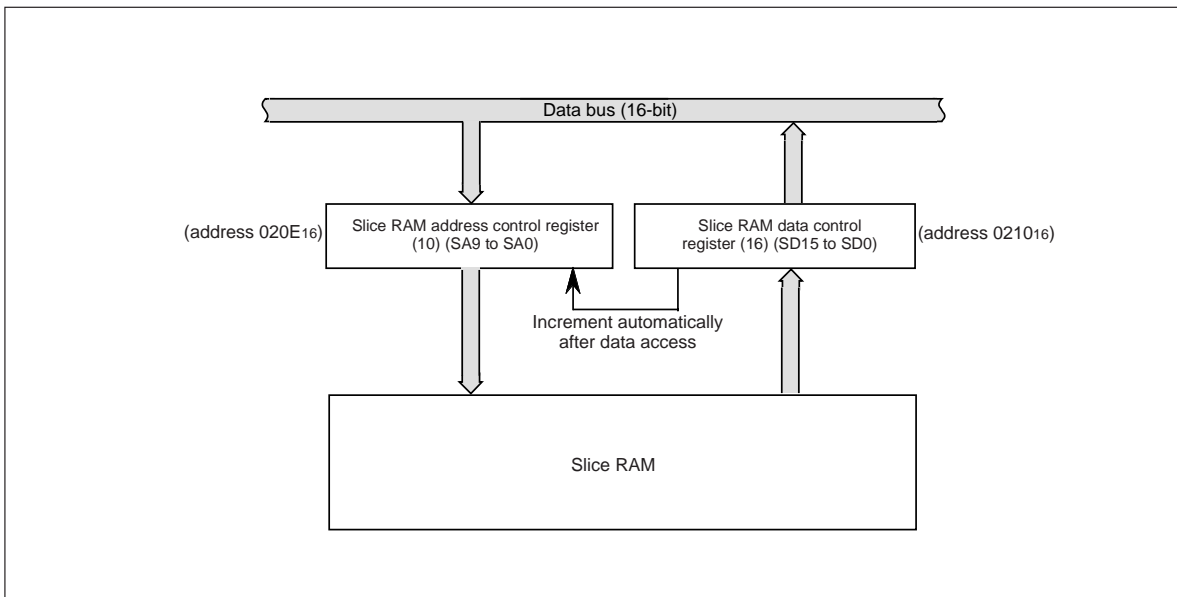 Data bus (16-bit)
(address 020E16)
Slice RAM address control register
(10) (SA9 to SA0)
Slice RAM data control
register (16) (SD15 to SD0)
(address 021016)
Increment automatically
after data access
Slice RAM